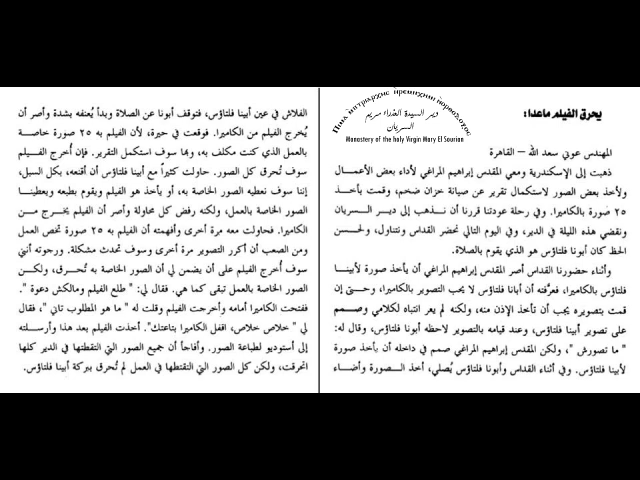 يحرق الفيلم ماعدا:
قصر السيدة العذراء مريم
السريان
Monastery of the holy Virgin Mary El Sourian
المهندس عوني سعد الله – القاهرة
ذهبت إلى الإسكندرية ومعي المقدس إبراهيم المراغي لأداء بعض الأعمال
ولأخذ بعض الصور لاستكمال تقرير عن صيانة خزان ضخم، وقمت بأخذ
٢٥ صورة بالكاميرا. وفي رحلة عودتنا قررنا أن نذهب إلى دير السريان
ونقضي هذه الليلة في الدير، وفي اليوم التالي نحضر القداس ونتناول، ولحسن
الحظ كان أبونا فلتاؤس هو الذي يقوم بالصلاة.
وأثناء حضورنا القداس أصر المقدس إبراهيم المراغي أن يأخذ صورة لأبينا
فلتاؤس بالكاميرا، فعرَّفته أن أبانا فلتاؤس لا يحب التصوير بالكاميرا، وحتى إن
قمت بتصويره يجب أن تأخذ الإذن منه، ولكنه لم يعر انتباه لكلامي وصمم
على تصوير أبينا فلتاؤس، وعند قيامه بالتصوير لاحظه أبونا فلتاؤس، وقال له:
" ما تصورش "، ولكن المقدس إبراهيم المراغي صمم في داخله أن يأخذ صورة
لأبينا فلتاؤس. وفي أثناء القداس وأبونا فلتاؤس يُصلي، أخذ الصورة وأضاء
الفلاش في عين أبينا فلتاؤس، فتوقف أبونا عن الصلاة وبدأ يُعنفه بشدة وأصر أن
يُخرج الفيلم من الكاميرا. فوقعت في حيرة، لأن الفيلم به ٢٥ صورة خاصة
بالعمل الذي كنت مكلف به، وبها سوف استكمل التقرير. فإن أُخرج الفيلم
سوف تُحرق كل الصور. حاولت كثيراً مع أبينا فلتاؤس أن أقنعه، بكل السبل،
إننا سوف نعطيه الصور الخاصة به، أو يأخذ هو الفيلم ويقوم بطبعه ويعطينا
الصور الخاصة بالعمل، ولكنه رفض كل محاولة وأصر أن الفيلم يخرج من
الكاميرا. فحاولت معه مرة أخرى وأفهمته أن الفيلم به ٢٥ صورة تخص العمل
ومن الصعب أن أكرر التصوير مرة أخرى وسوف تحدث مشكلة. ورجوته أنني
سوف أُخرج الفيلم على أن يضمن لي أن الصور الخاصة به تُحرق، ولكن
الصور الخاصة بالعمل تبقى كما هي. فقال لي: " طلع الفيلم ومالكش دعوة ".
ففتحت الكاميرا أمامه وأخرجت الفيلم وقلت له " ما هو المطلوب تاني "، فقال
لي " خلاص خلاص، اقفل الكاميرا بتاعتك". أخذت الفيلم بعد هذا وأرسلته
إلى أستوديو لطباعة الصور. وأفاجأ أن جميع الصور التي التقطتها في الدير كلها
احترقت، ولكن كل الصور التي التقطتها في العمل لم تُحرق ببركة أبينا فلتاؤس.